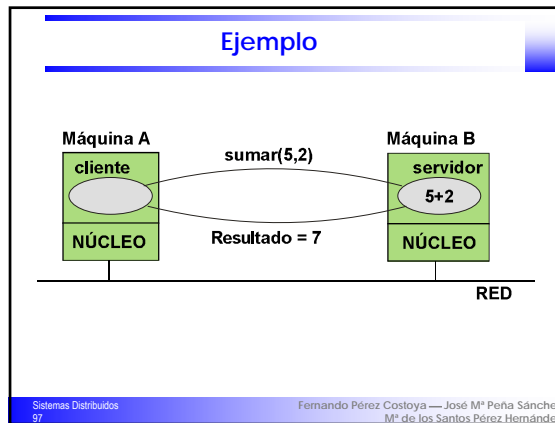 Ejemplo
Máquina A
Máquina B
cliente
sumar(5,2)
servidor
5+2
NÚCLEO
Resultado = 7
NÚCLEO
RED
Sistemas Distribuidos
97
Fernando Pérez Costoya — José Mª Peña Sánche
Mª de los Santos Pérez Hernánde